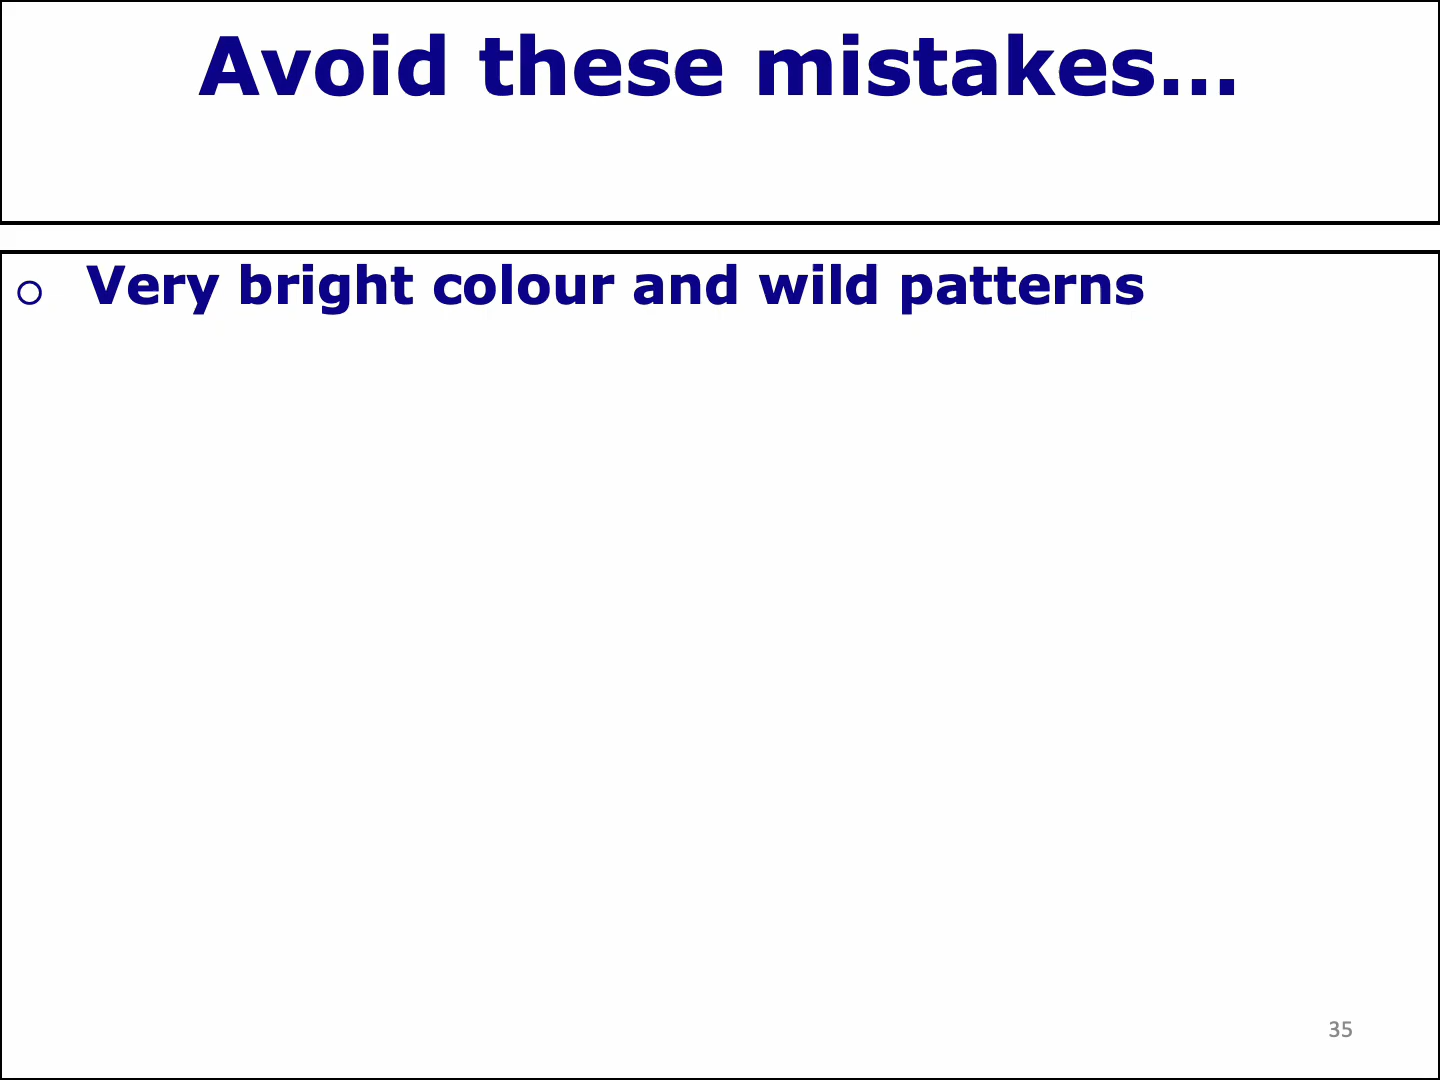 Avoid these mistakes…
○ Very bright colour and wild patterns
35